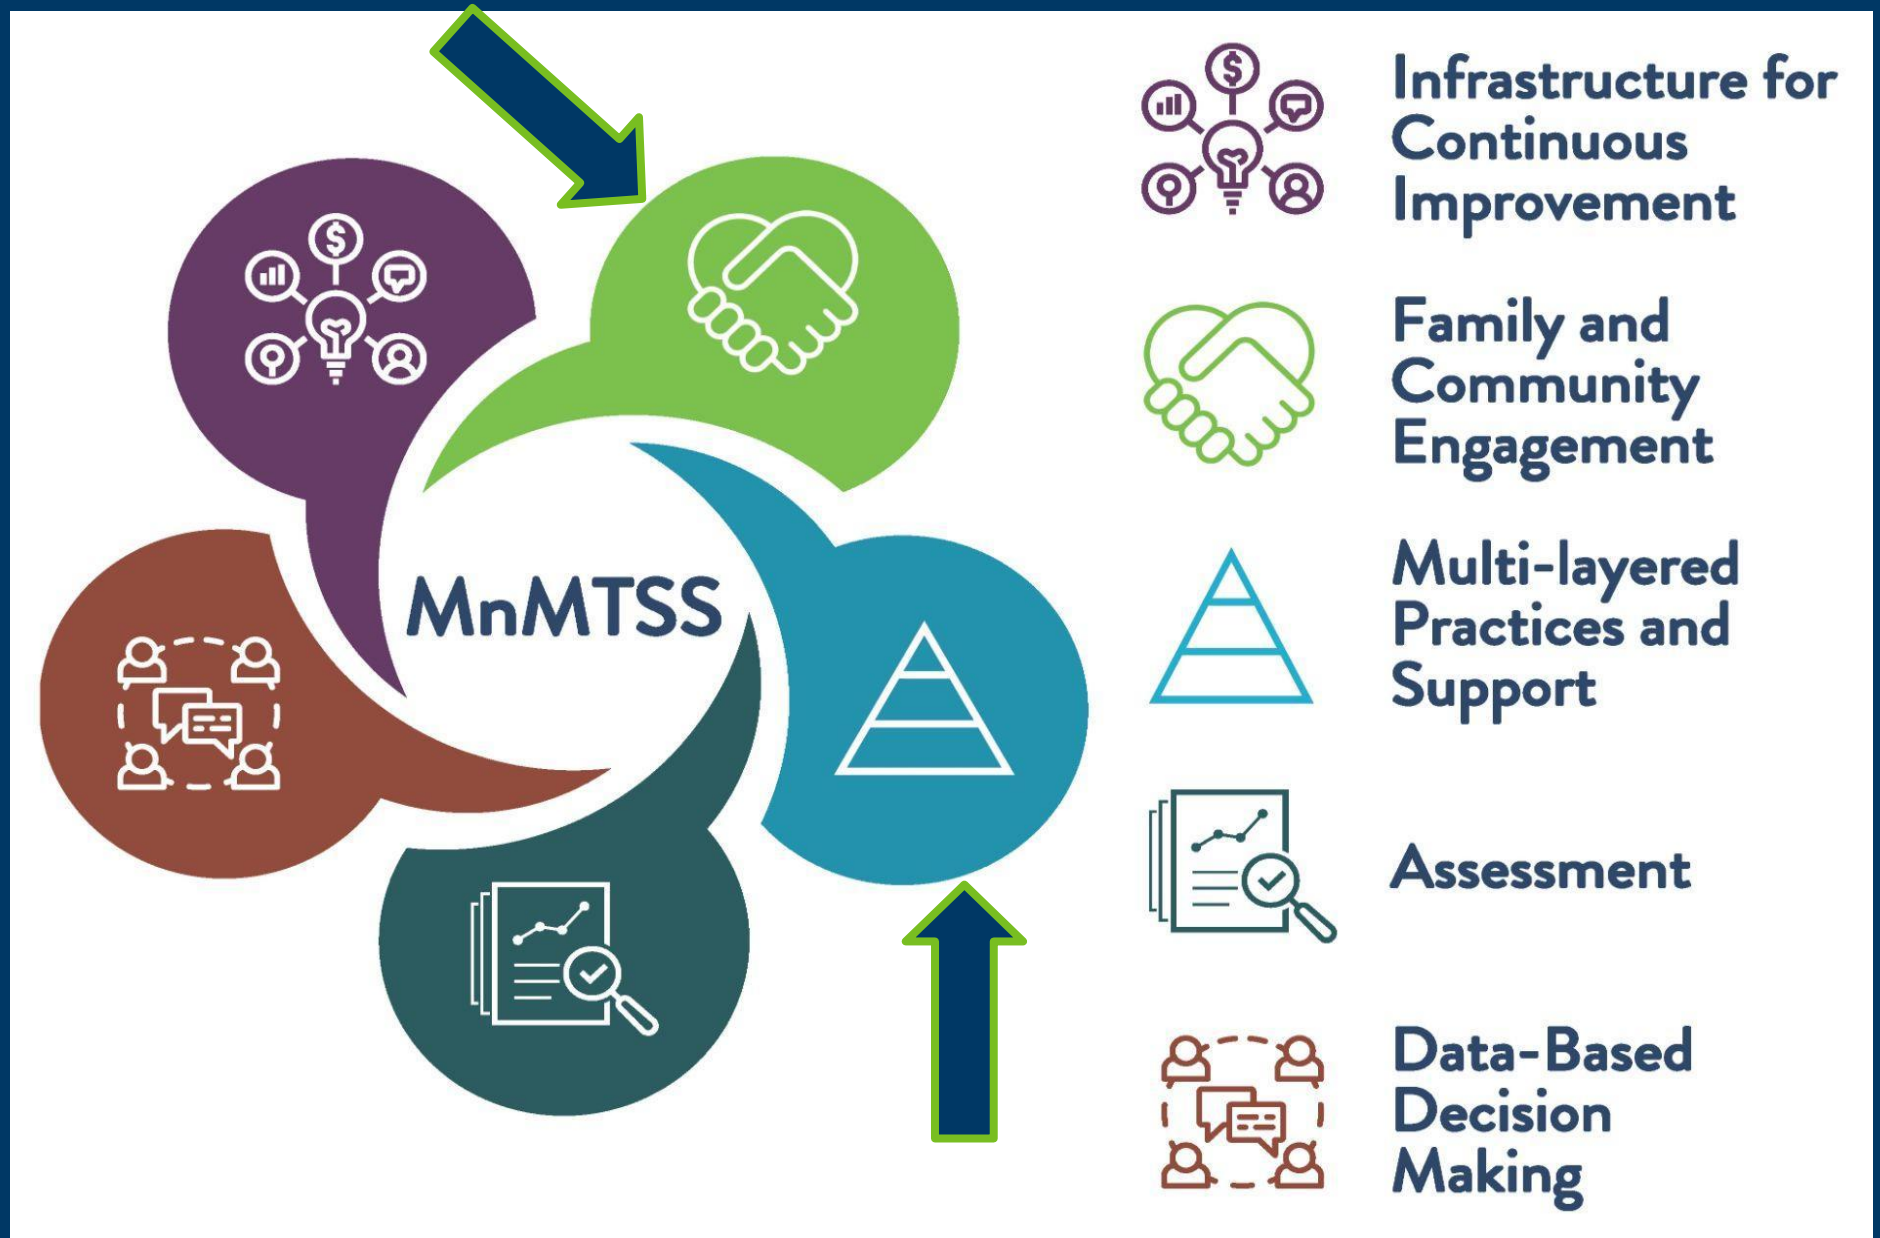 MnMTSS
Infrastructure for
Continuous
Improvement
Family and
Community
Engagement
Multi-layered
Practices and
Support
Assessment
Data-Based
Decision
Making